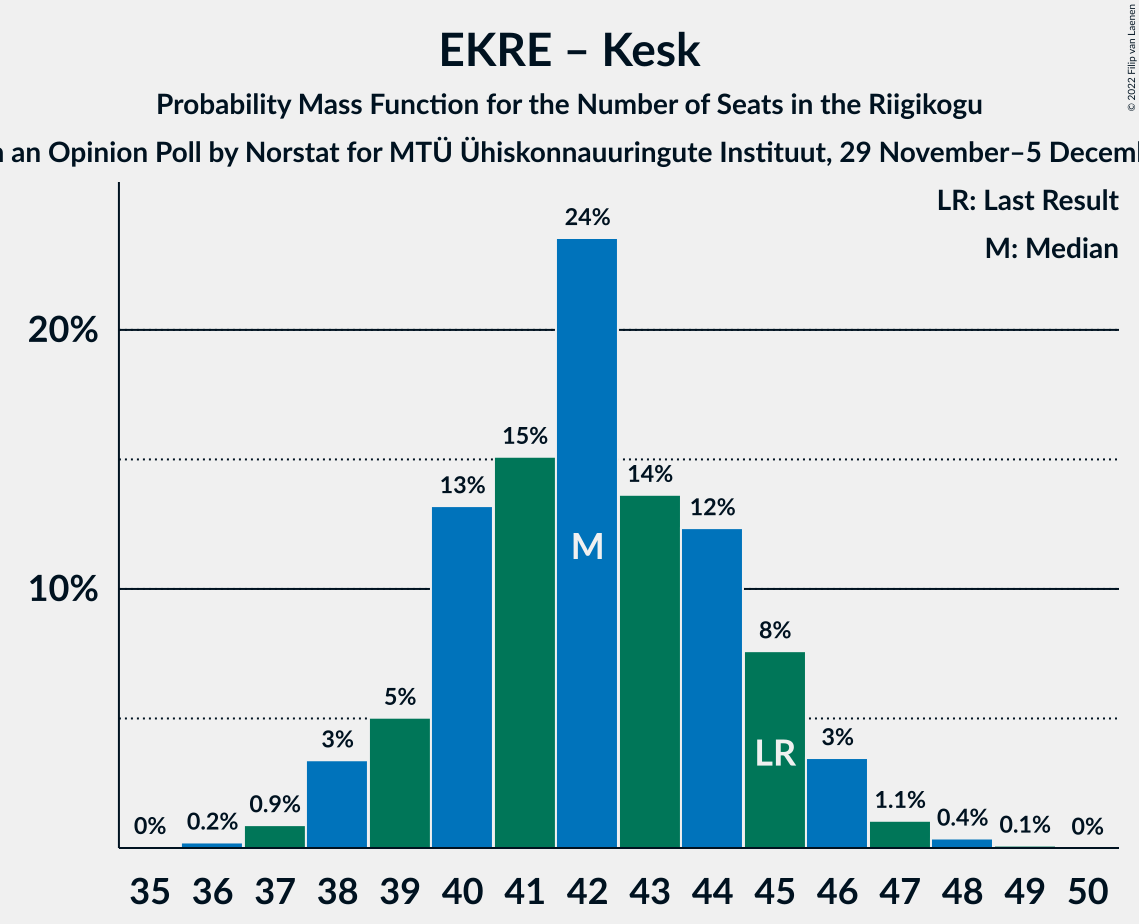 EKRE – Kesk
Probability Mass Function for the Number of Seats in the Riigikogu
an Opinion Poll by Norstat for MTÜ Ühiskonnauuringute Instituut, 29 November–5
LR: Last Result
M: Median
© 2022 Filip van Laenen
20%
10%
0%
0.2%
0.9%
3%
5%
13%
15%
24%
14%
12%
8%
3%
1.1%
0.4%
0.1%
0%
M
LR
35 36 37 38 39 40 41 42 43 44 45 46 47 48 49 50